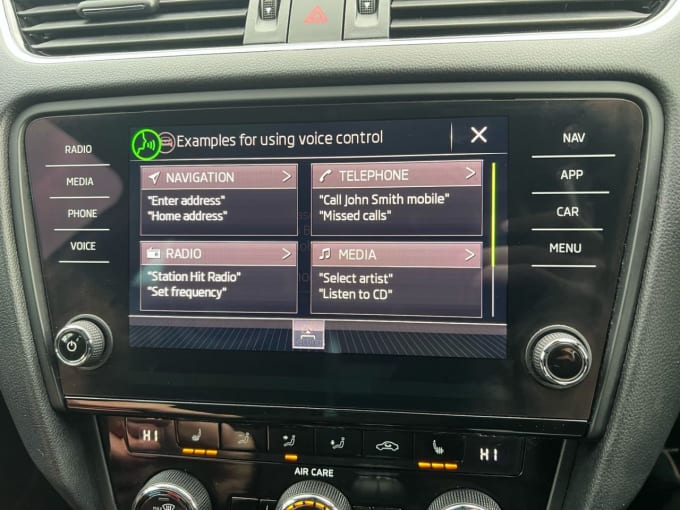 Examples for using voice control
NAVIGATION
"Enter address"
"Home address"
TELEPHONE
"Call John Smith mobile"
"Missed calls"
RADIO
"Station Hit Radio"
"Set frequency"
MEDIA
"Select artist"
"Listen to CD"
RADIO
MEDIA
PHONE
VOICE
NAV
APP
CAR
MENU
HI
HI
AIR CARE